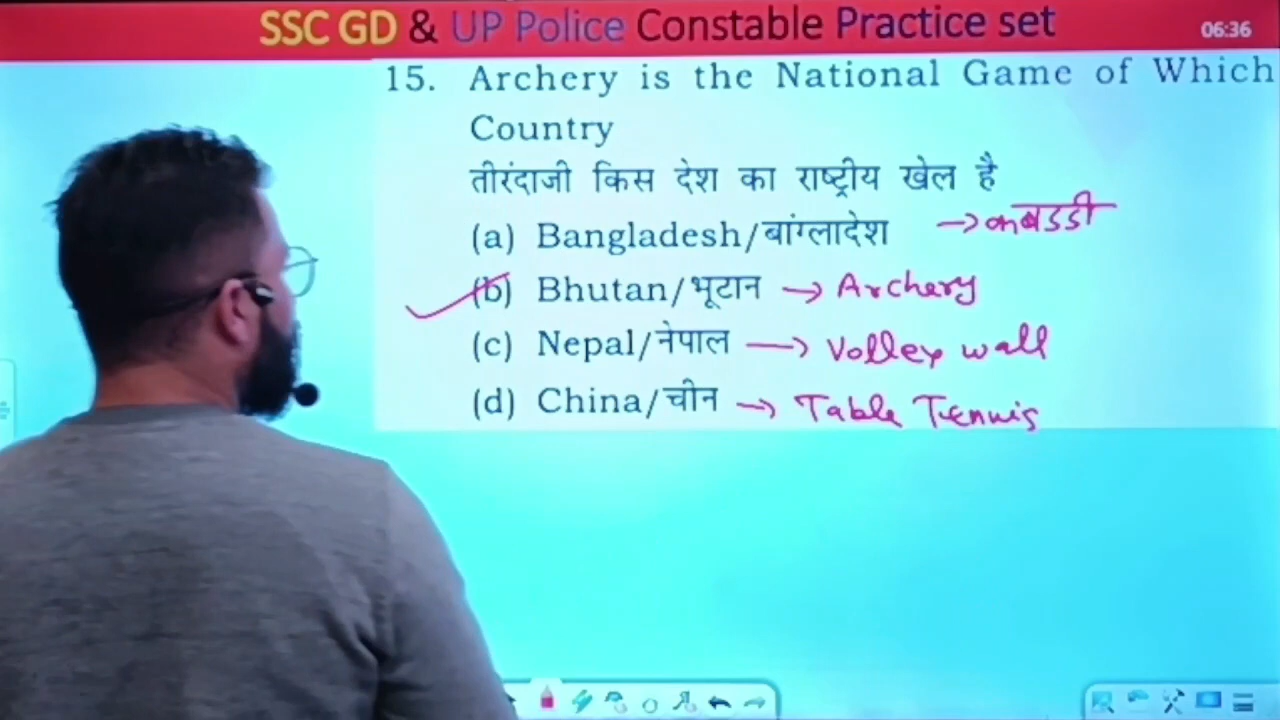 SSC GD & UP Police Constable Practice set
06:36
15. Archery is the National Game of Which
Country
तीरंदाजी किस देश का राष्ट्रीय खेल है
(a) Bangladesh/बांग्लादेश → कबडडी
(b) Bhutan/भूटान → Archery
(c) Nepal/नेपाल → Volley wall
(d) China/चीन → Table Tennis